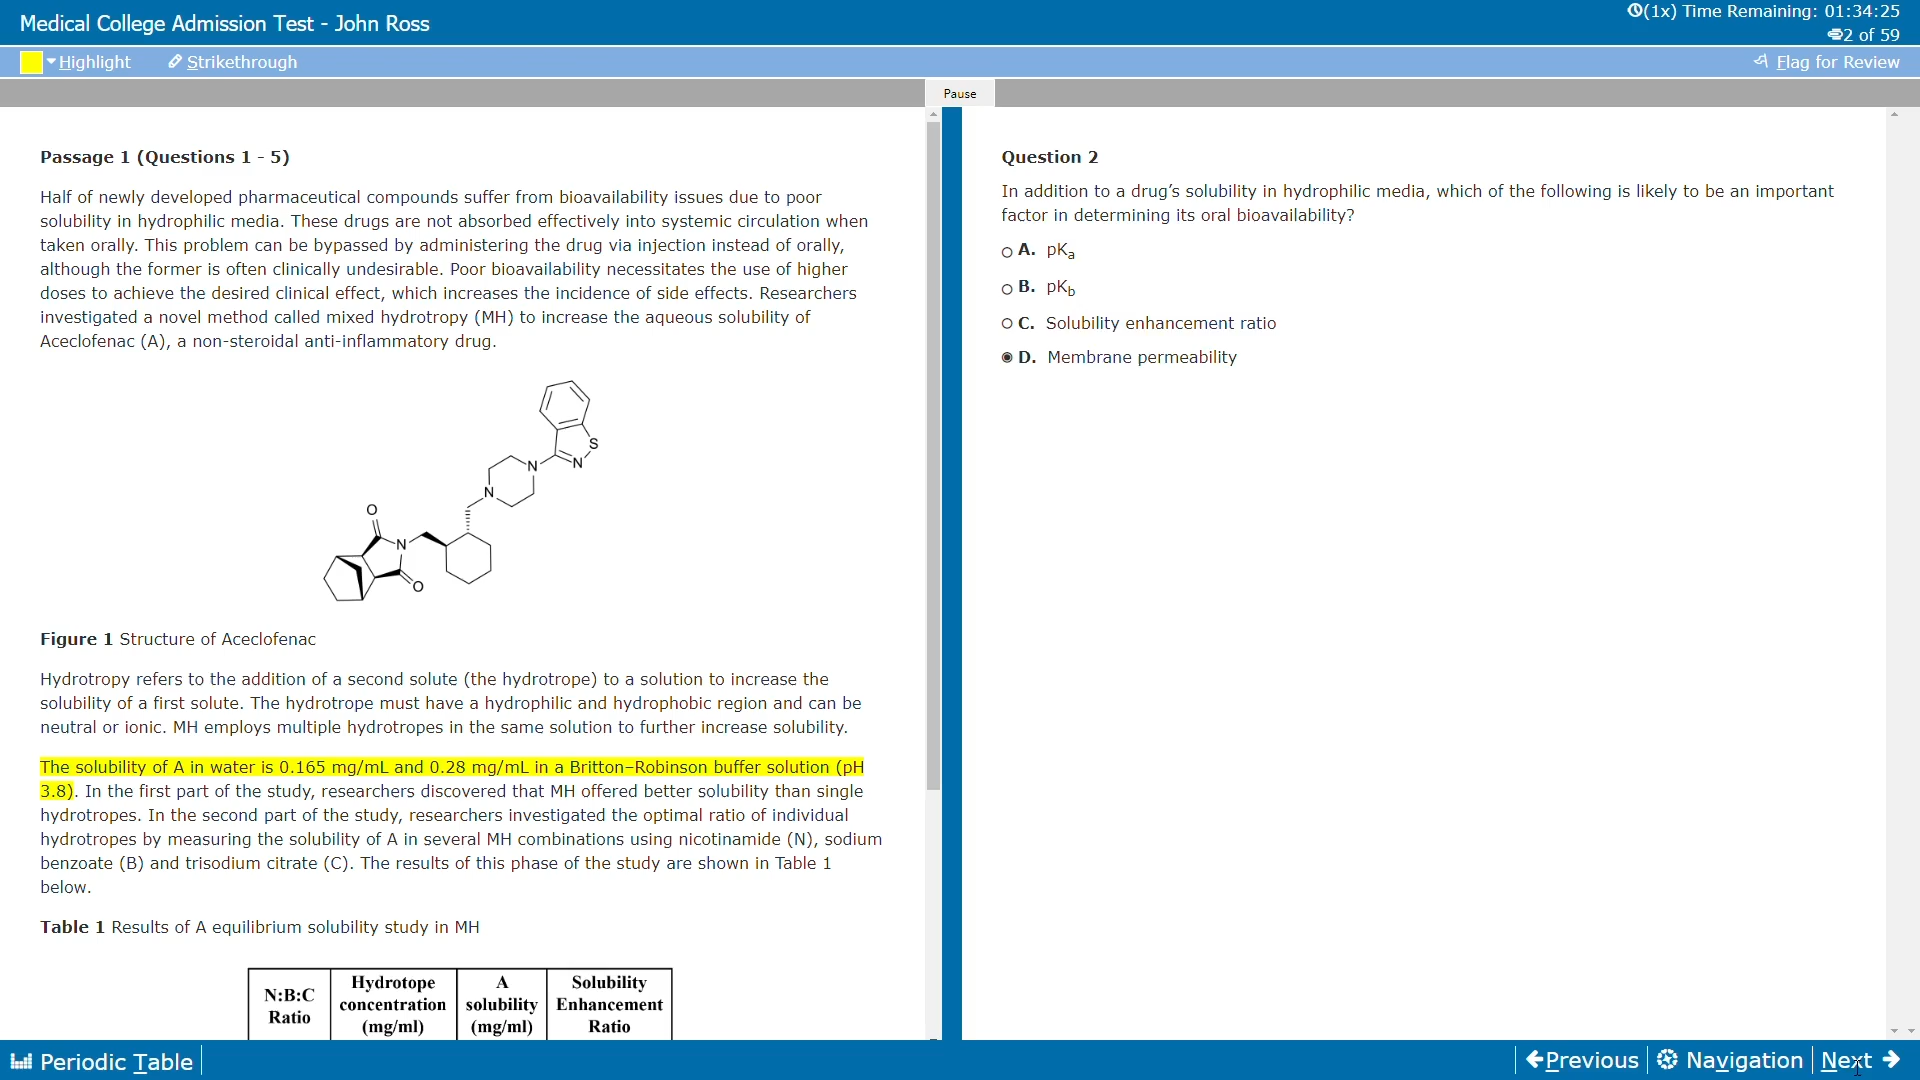 Medical College Admission Test - John Ross
(1x) Time Remaining: 01:34:25
2 of 59
Highlight
Strikethrough
Flag for Review
Pause
Passage 1 (Questions 1 - 5)
Half of newly developed pharmaceutical compounds suffer from bioavailability issues due to poor
solubility in hydrophilic media. These drugs are not absorbed effectively into systemic circulation when
taken orally. This problem can be bypassed by administering the drug via injection instead of orally,
although the former is often clinically undesirable. Poor bioavailability necessitates the use of higher
doses to achieve the desired clinical effect, which increases the incidence of side effects. Researchers
investigated a novel method called mixed hydrotropy (MH) to increase the aqueous solubility of
Aceclofenac (A), a non-steroidal anti-inflammatory drug.
S
N
N
N
O
N
O
Figure 1 Structure of Aceclofenac
Hydrotropy refers to the addition of a second solute (the hydrotrope) to a solution to increase the
solubility of a first solute. The hydrotrope must have a hydrophilic and hydrophobic region and can be
neutral or ionic. MH employs multiple hydrotropes in the same solution to further increase solubility.
The solubility of A in water is 0.165 mg/mL and 0.28 mg/mL in a Britton–Robinson buffer solution (pH
3.8). In the first part of the study, researchers discovered that MH offered better solubility than single
hydrotropes. In the second part of the study, researchers investigated the optimal ratio of individual
hydrotropes by measuring the solubility of A in several MH combinations using nicotinamide (N), sodium
benzoate (B) and trisodium citrate (C). The results of this phase of the study are shown in Table 1
below.
Table 1 Results of A equilibrium solubility study in MH
N:B:C
Ratio
Hydrotope
concentration
(mg/ml)
A
solubility
(mg/ml)
Solubility
Enhancement
Ratio
Question 2
In addition to a drug's solubility in hydrophilic media, which of the following is likely to be an important
factor in determining its oral bioavailability?
A. pKa
B. pKb
C. Solubility enhancement ratio
D. Membrane permeability
Periodic Table
Previous
Navigation
Next